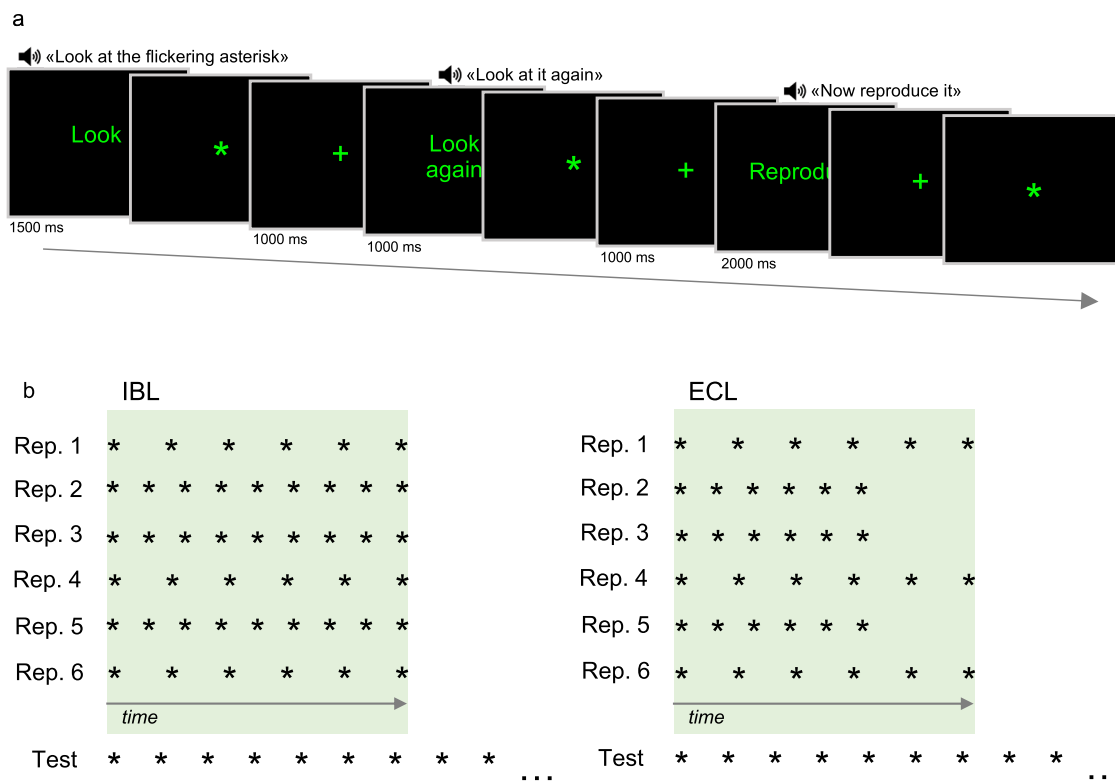 a
«Look at the flickering asterisk»
«Look at it again»
«Now reproduce it»
Look
*
+
Look
again
*
+
Reprodu
+
*
1500 ms
1000 ms
1000 ms
1000 ms
2000 ms
b
IBL
Rep. 1 * * * * * *
Rep. 2 * * * * * * * * *
Rep. 3 * * * * * * * * *
Rep. 4 * * * * * *
Rep. 5 * * * * * * * * *
Rep. 6 * * * * * *
time
Test * * * * * * * * * ...
ECL
Rep. 1 * * * * * *
Rep. 2 * * * * * *
Rep. 3 * * * * * *
Rep. 4 * * * * * *
Rep. 5 * * * * * *
Rep. 6 * * * * * *
time
Test * * * * * * * * * ..